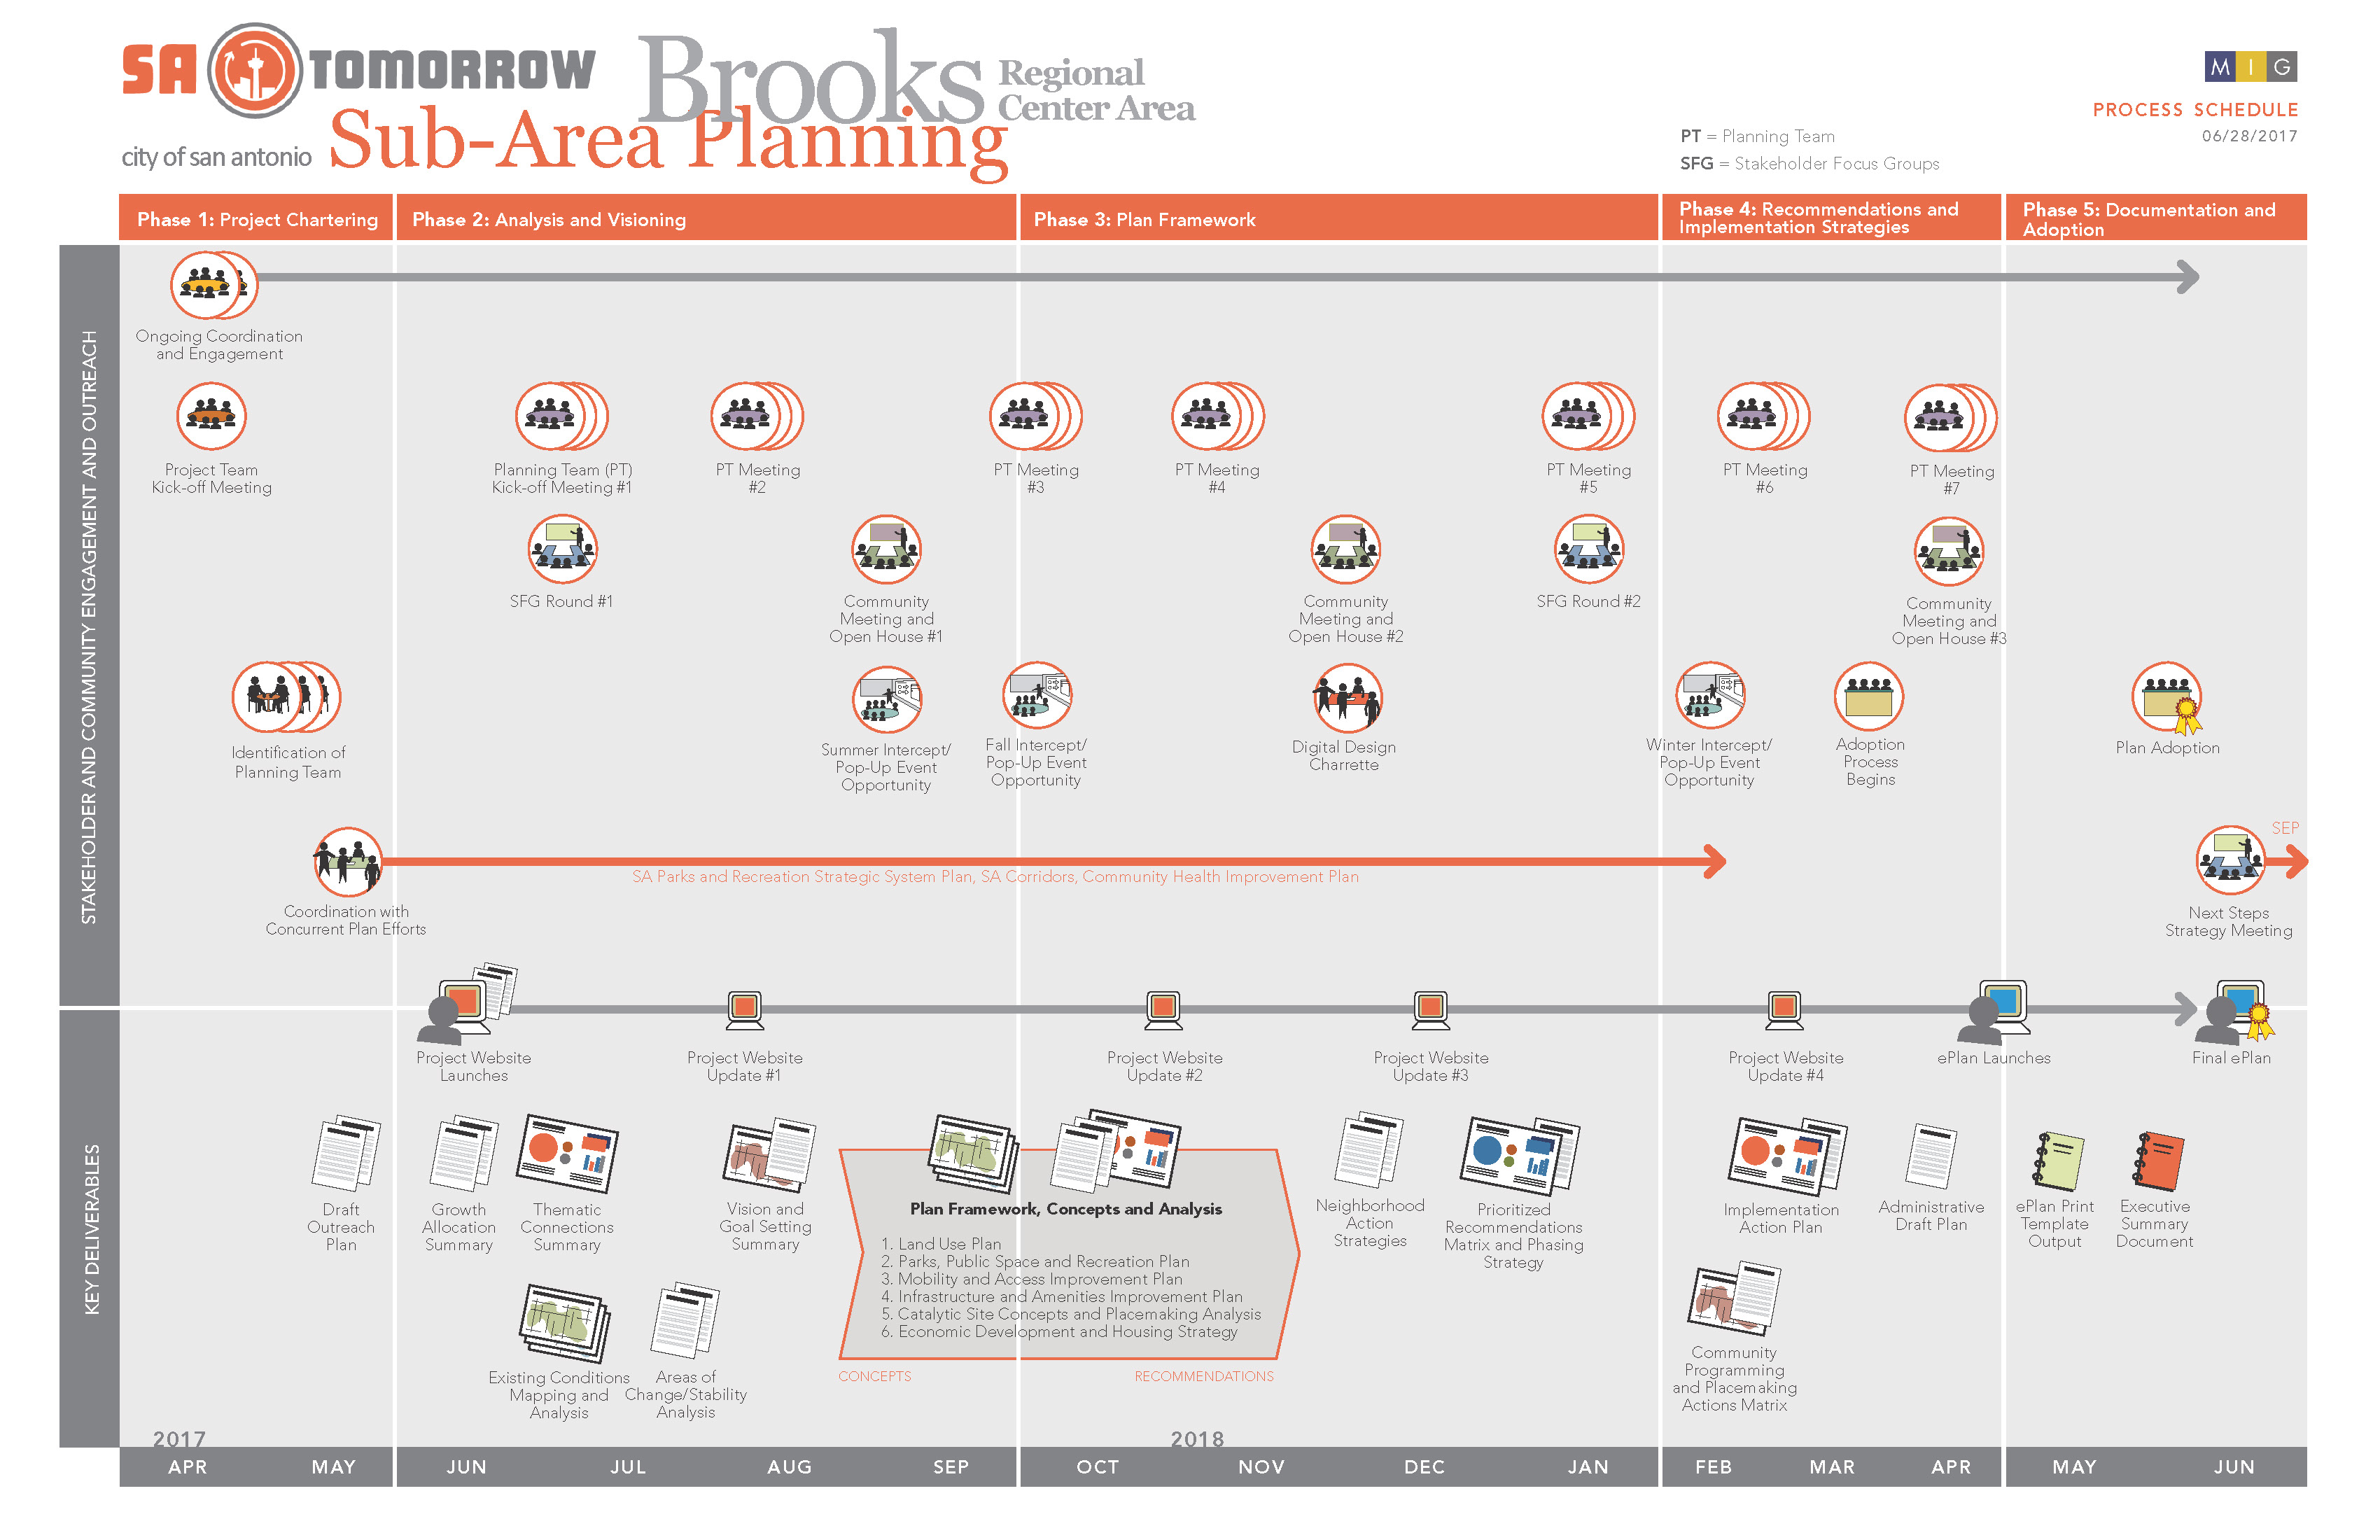 SA TOMORROW
Brooks Regional
Center Area
city of san antonio
Sub-Area Planning
M I G
PROCESS SCHEDULE
06/28/2017
PT = Planning Team
SFG = Stakeholder Focus Groups
Phase 1: Project Chartering
Phase 2: Analysis and Visioning
Phase 3: Plan Framework
Phase 4: Recommendations and
Implementation Strategies
Phase 5: Documentation and
Adoption
STAKEHOLDER AND COMMUNITY ENGAGEMENT AND OUTREACH
Ongoing Coordination
and Engagement
Project Team
Kick-off Meeting
Planning Team (PT)
Kick-off Meeting #1
PT Meeting
#2
PT Meeting
#3
PT Meeting
#4
PT Meeting
#5
PT Meeting
#6
PT Meeting
#7
SFG Round #1
Community
Meeting and
Open House #1
Community
Meeting and
Open House #2
SFG Round #2
Community
Meeting and
Open House #3
Identification of
Planning Team
Summer Intercept/
Pop-Up Event
Opportunity
Fall Intercept/
Pop-Up Event
Opportunity
Digital Design
Charrette
Winter Intercept/
Pop-Up Event
Opportunity
Adoption
Process
Begins
Plan Adoption
SEP
SA Parks and Recreation Strategic System Plan, SA Corridors, Community Health Improvement Plan
Coordination with
Concurrent Plan Efforts
Next Steps
Strategy Meeting
Project Website
Launches
Project Website
Update #1
Project Website
Update #2
Project Website
Update #3
Project Website
Update #4
ePlan Launches
Final ePlan
KEY DELIVERABLES
Draft
Outreach
Plan
Growth
Allocation
Summary
Thematic
Connections
Summary
Vision and
Goal Setting
Summary
Plan Framework, Concepts and Analysis
1. Land Use Plan
2. Parks, Public Space and Recreation Plan
3. Mobility and Access Improvement Plan
4. Infrastructure and Amenities Improvement Plan
5. Catalytic Site Concepts and Placemaking Analysis
6. Economic Development and Housing Strategy
CONCEPTS
RECOMMENDATIONS
Neighborhood
Action
Strategies
Prioritized
Recommendations
Matrix and Phasing
Strategy
Implementation
Action Plan
Administrative
Draft Plan
ePlan Print
Template
Output
Executive
Summary
Document
Existing Conditions
Mapping and
Analysis
Areas of
Change/Stability
Analysis
Community
Programming
and Placemaking
Actions Matrix
2017
2018
APR MAY JUN JUL AUG SEP OCT NOV DEC JAN FEB MAR APR MAY JUN